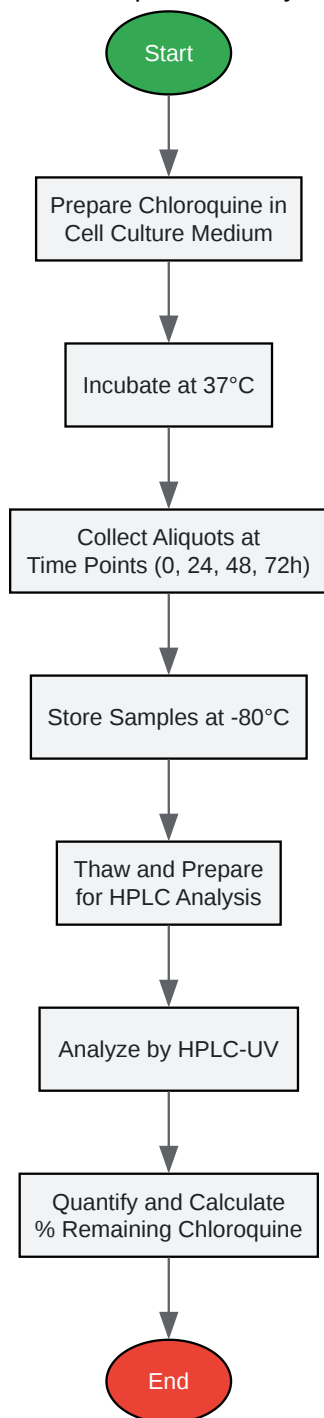 Start
Prepare Chloroquine in
Cell Culture Medium
Incubate at 37°C
Collect Aliquots at
Time Points (0, 24, 48, 72h)
Store Samples at -80°C
Thaw and Prepare
for HPLC Analysis
Analyze by HPLC-UV
Quantify and Calculate
% Remaining Chloroquine
End